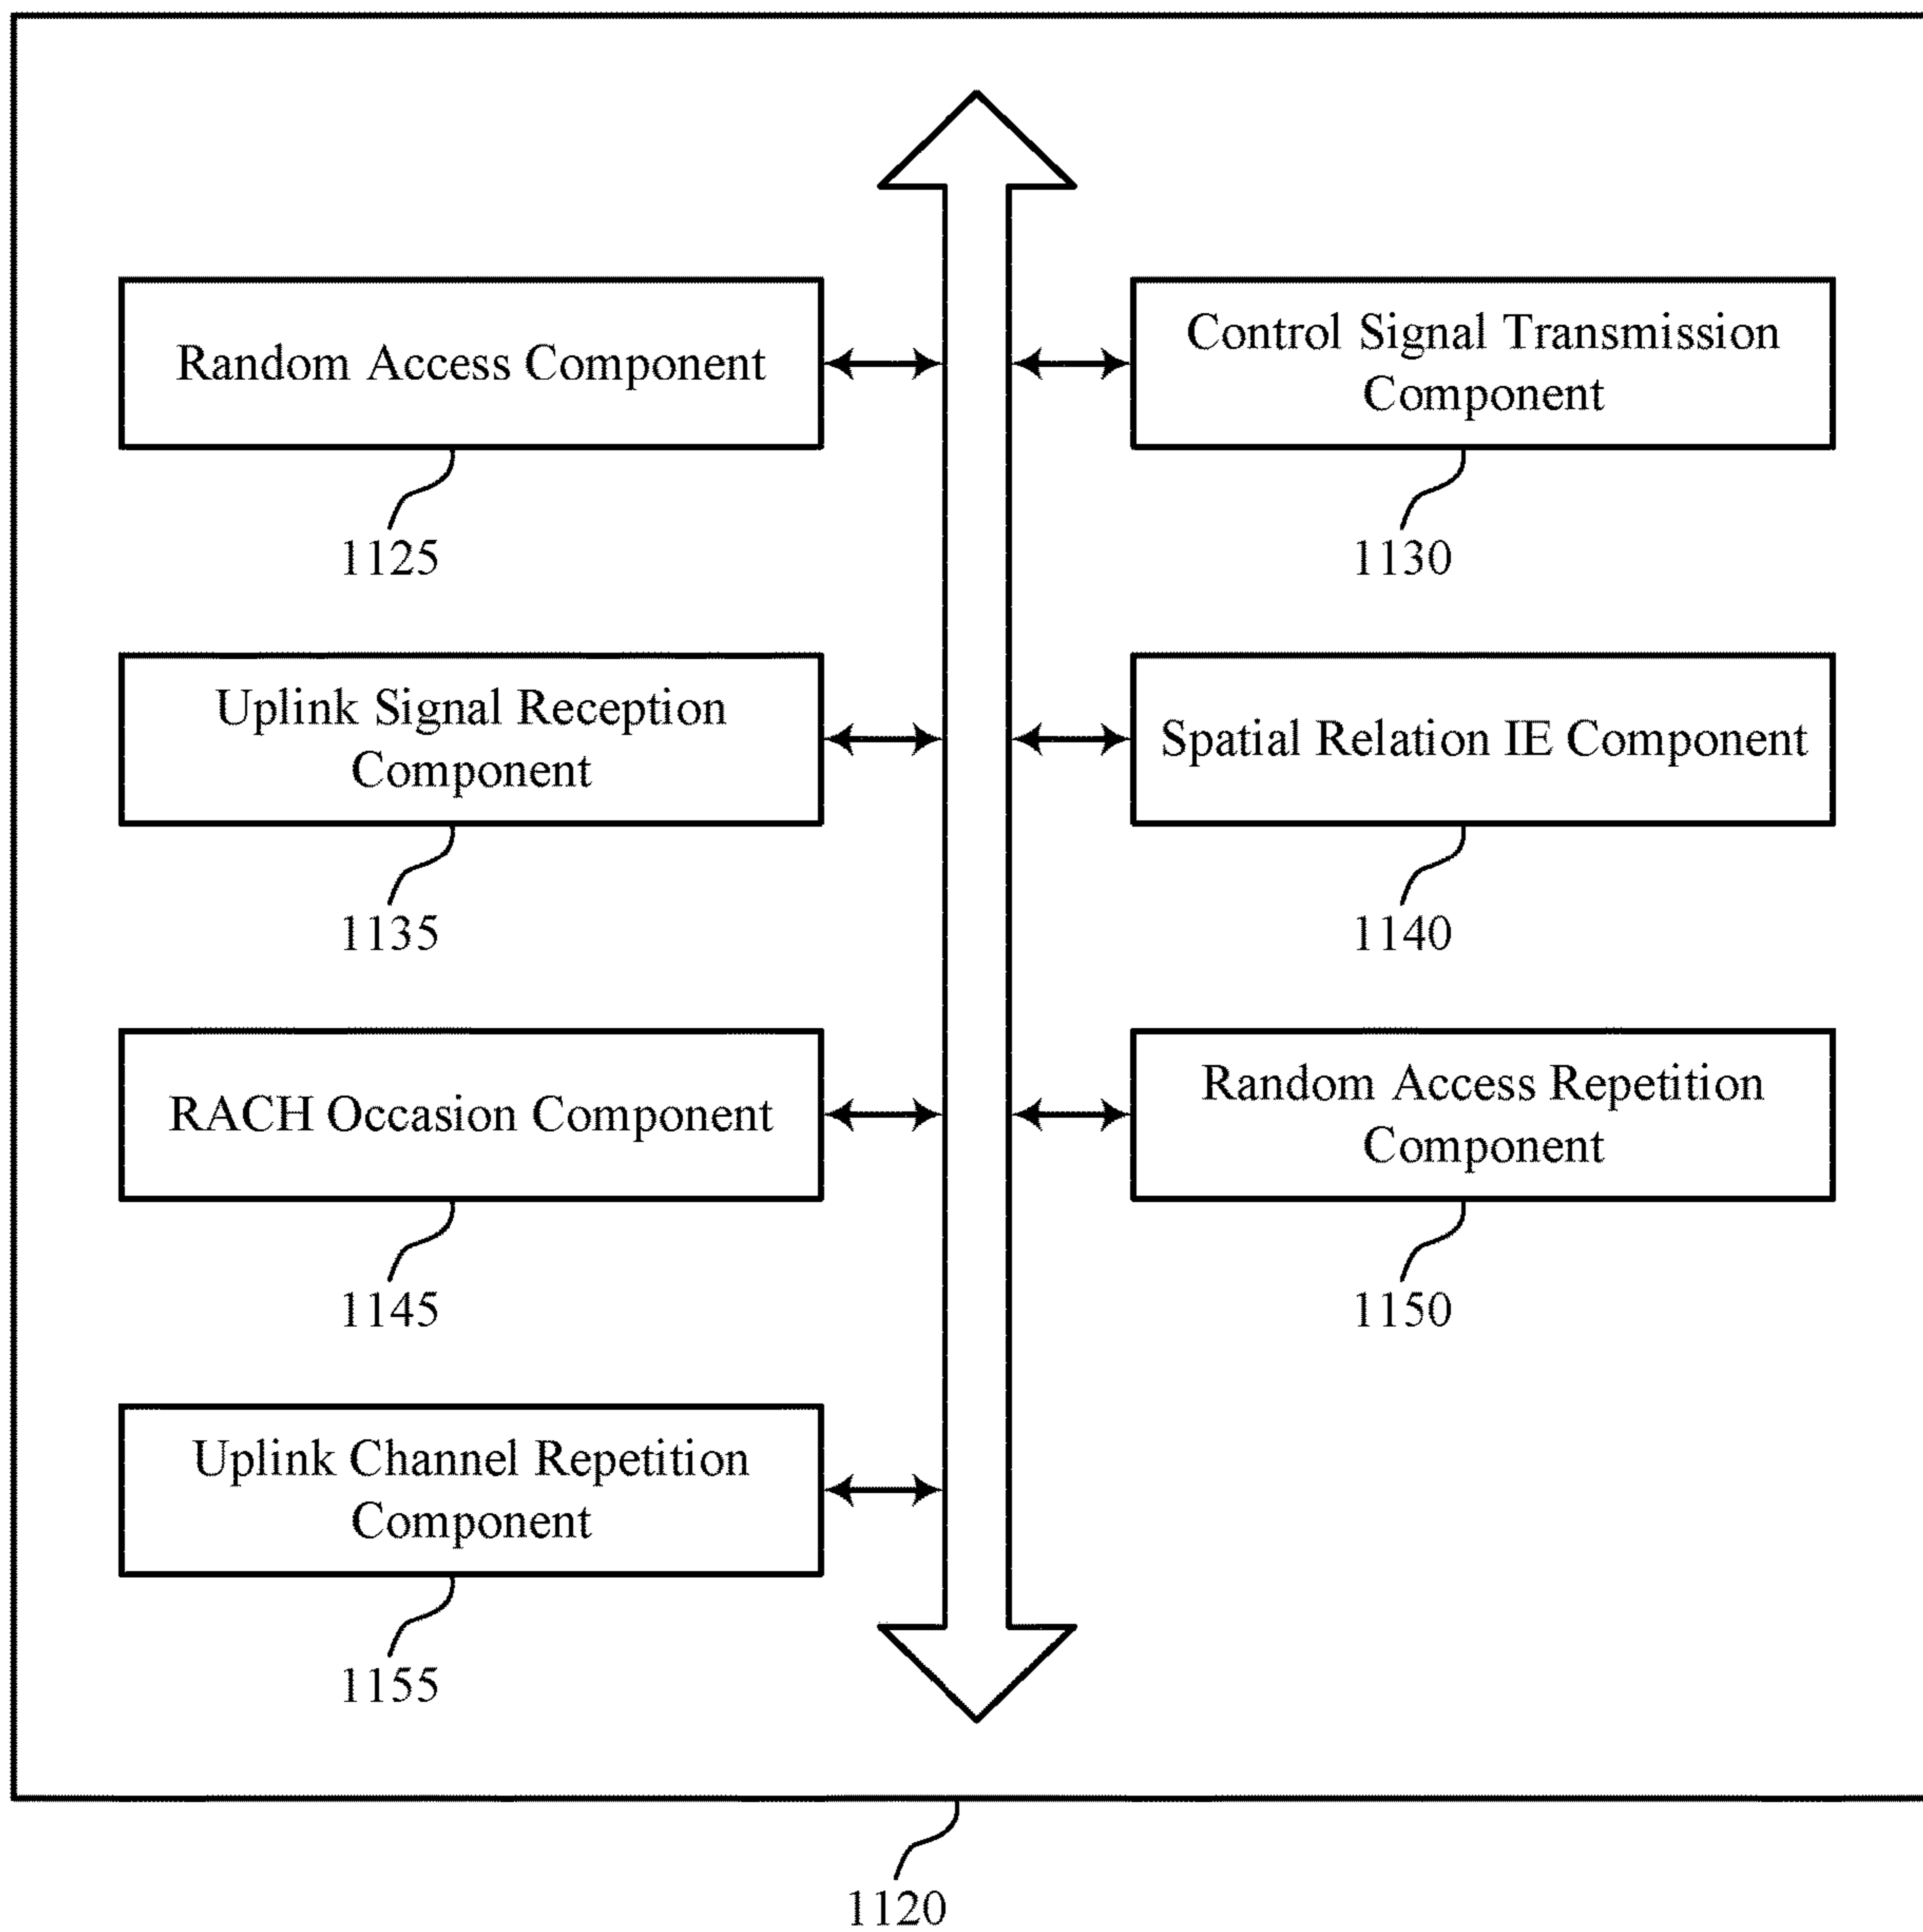 Random Access Component
1125
Control Signal Transmission
Component
1130
Uplink Signal Reception
Component
1135
Spatial Relation IE Component
1140
RACH Occasion Component
1145
Random Access Repetition
Component
1150
Uplink Channel Repetition
Component
1155
1120